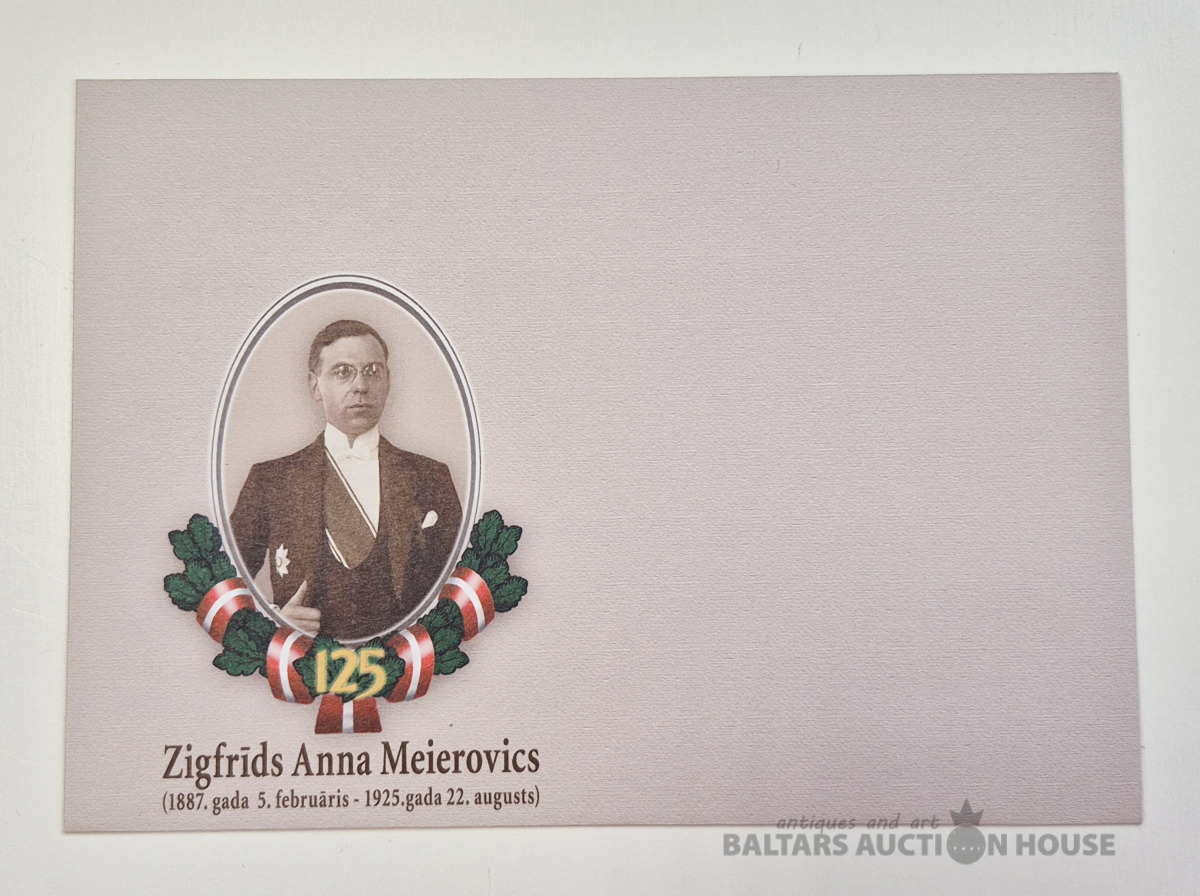 125
Zigfrīds Anna Meierovics
(1887. gada 5. februāris - 1925.gada 22. augusts)
antiques and art
BALTARS AUCTION HOUSE